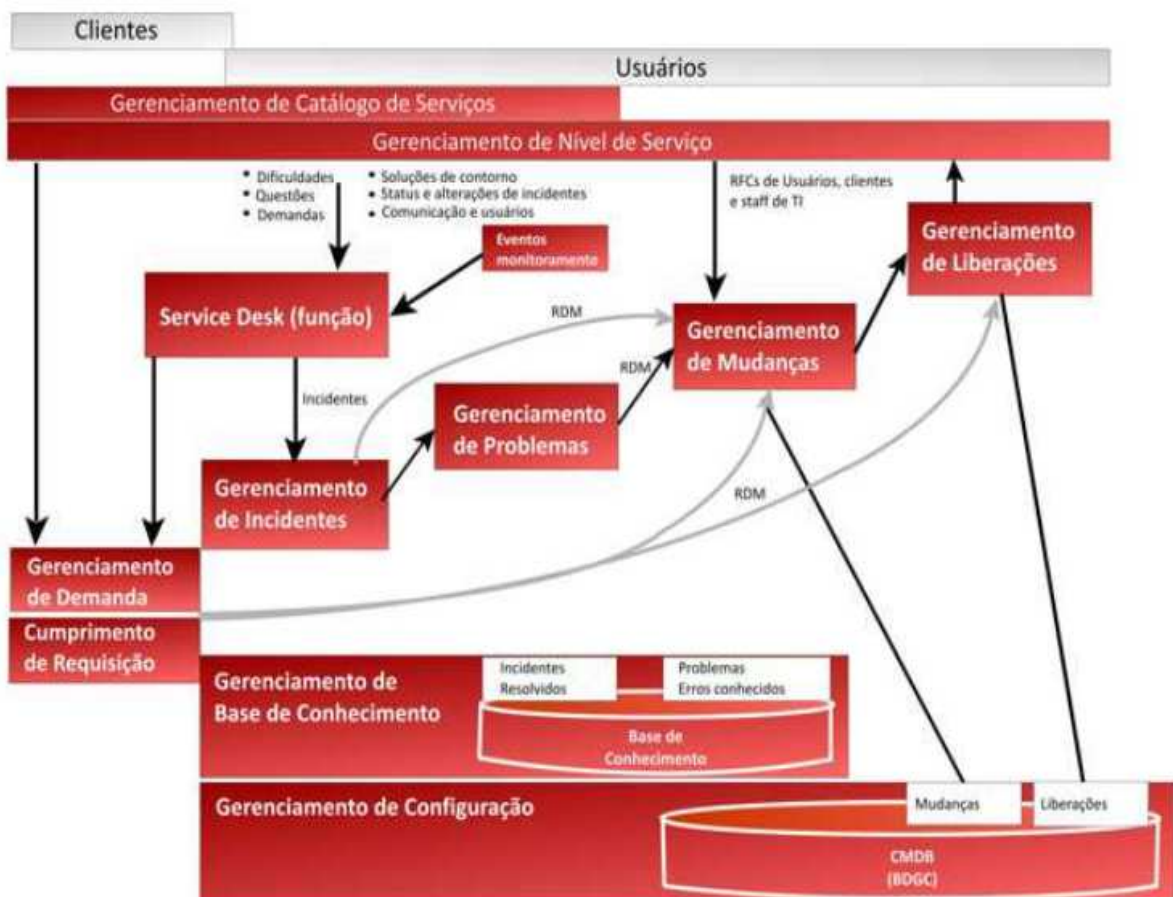 Clientes
Usuários
Gerenciamento de Catálogo de Serviços
Gerenciamento de Nível de Serviço
• Dificuldades
• Questões
• Demandas
• Soluções de contorno
• Status e alterações de incidentes
• Comunicação e usuários
RFCs de Usuários, clientes
e staff de TI
Eventos
monitoramento
Gerenciamento
de Liberações
Service Desk (função)
RDM
Gerenciamento
de Mudanças
RDM
Incidentes
Gerenciamento
de Problemas
Gerenciamento
de Incidentes
RDM
Gerenciamento
de Demanda
Cumprimento
de Requisição
Gerenciamento de
Base de Conhecimento
Incidentes
Resolvidos
Problemas
Erros conhecidos
Base de
Conhecimento
Gerenciamento de Configuração
Mudanças
Liberações
CMDB
(BDGC)